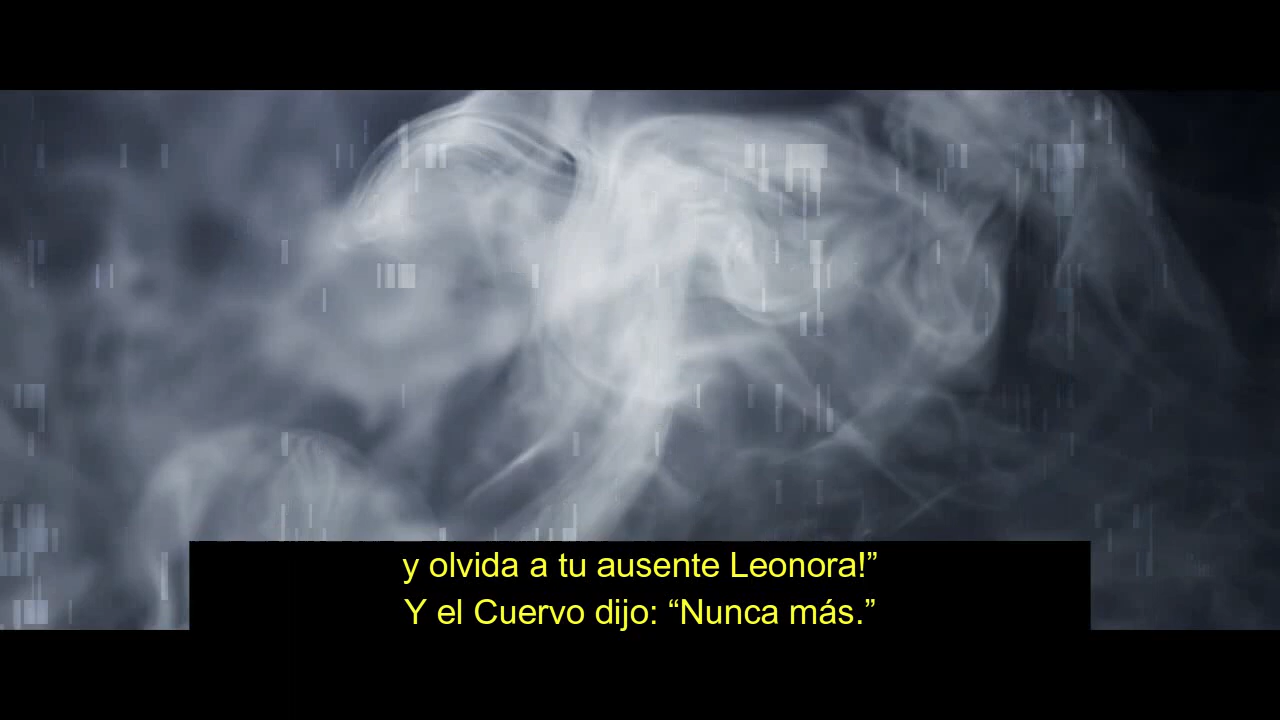 y olvida a tu ausente Leonora!”
Y el Cuervo dijo: “Nunca más.”